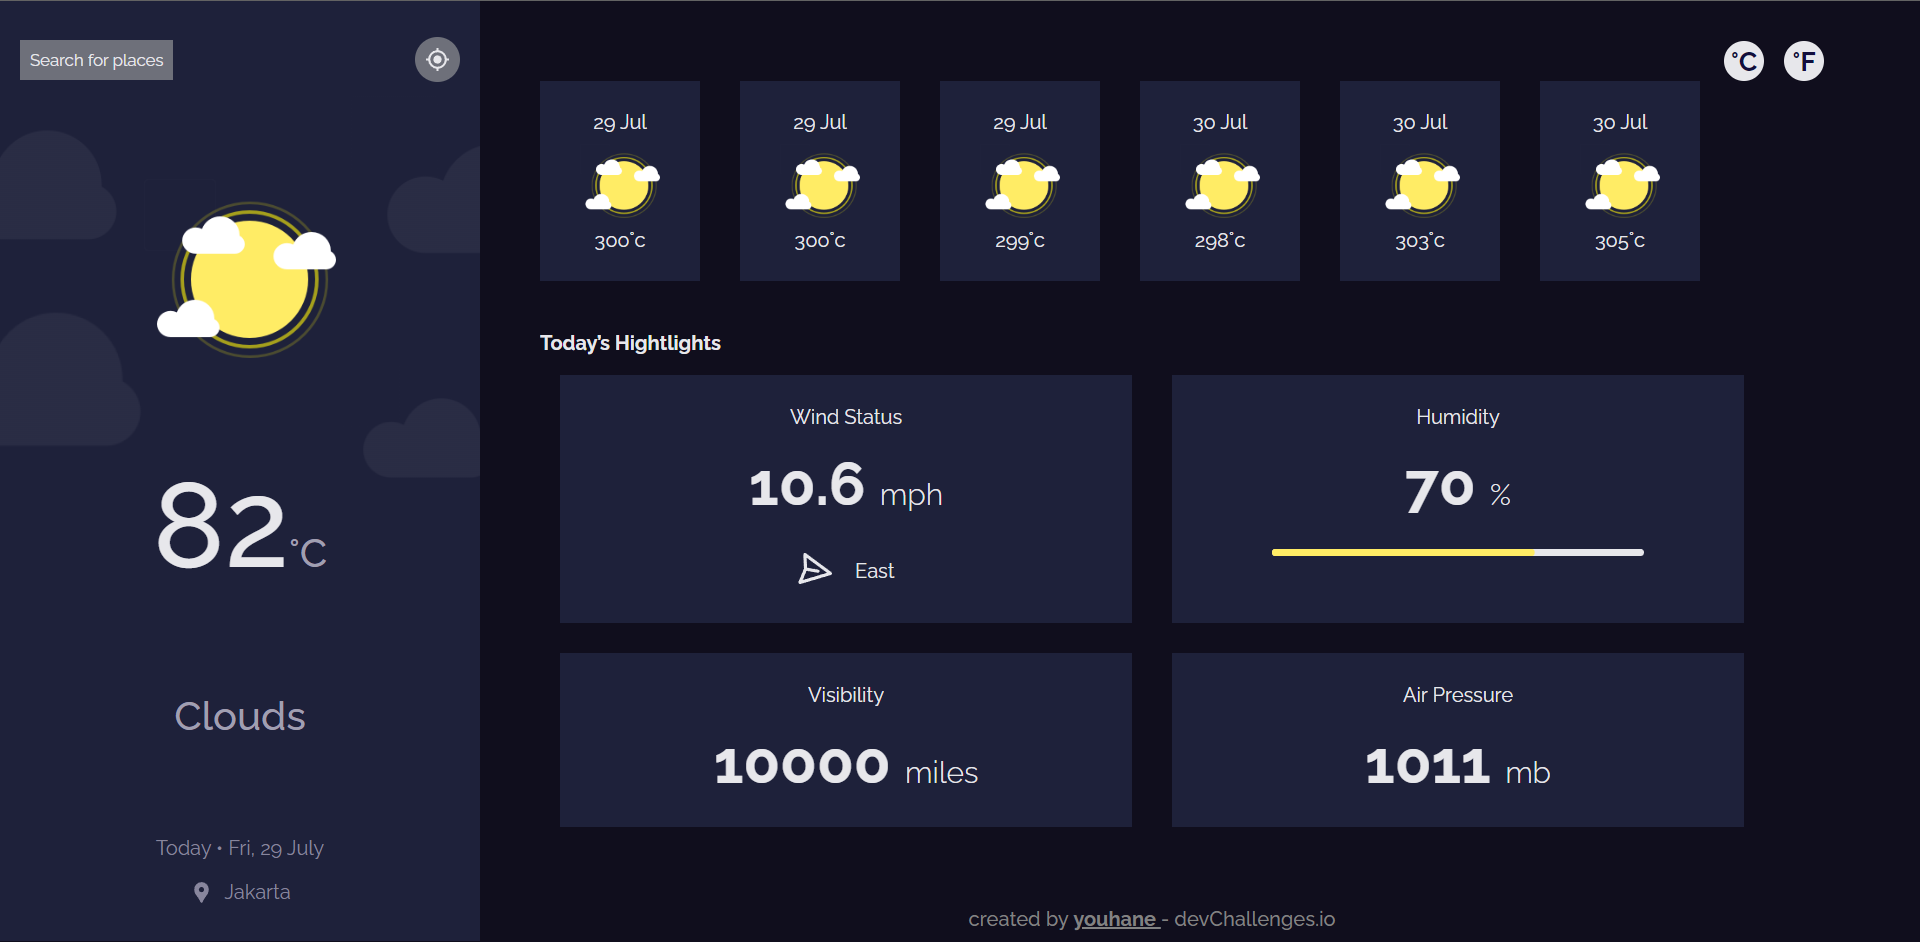 Search for places
82°C
Clouds
Today • Fri, 29 July
Jakarta
°C °F
29 Jul
300°c
29 Jul
300°c
29 Jul
299°c
30 Jul
298°c
30 Jul
303°c
30 Jul
305°c
Today's Hightlights
Wind Status
10.6 mph
East
Humidity
70 %
Visibility
10000 miles
Air Pressure
1011 mb
created by youhane - devChallenges.io